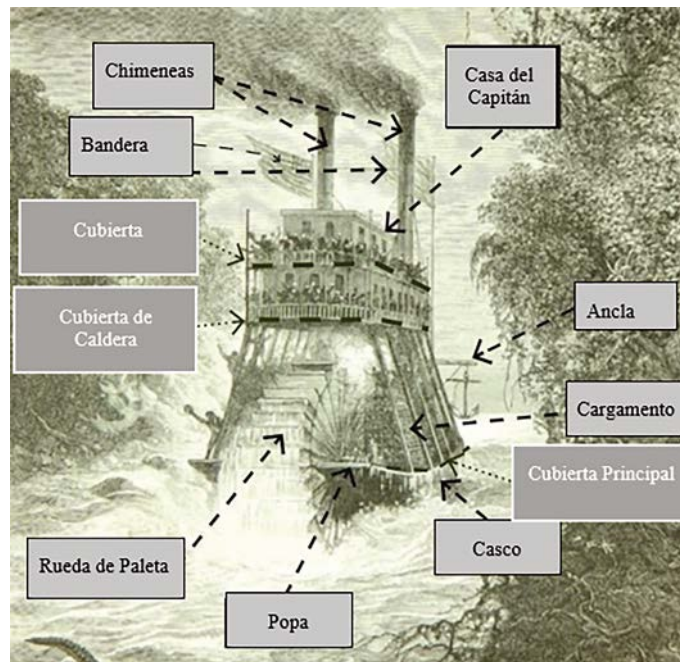 Chimeneas
Casa del
Capitán
Bandera
Cubierta
Cubierta de
Caldera
Ancla
Cargamento
Cubierta Principal
Casco
Rueda de Paleta
Popa